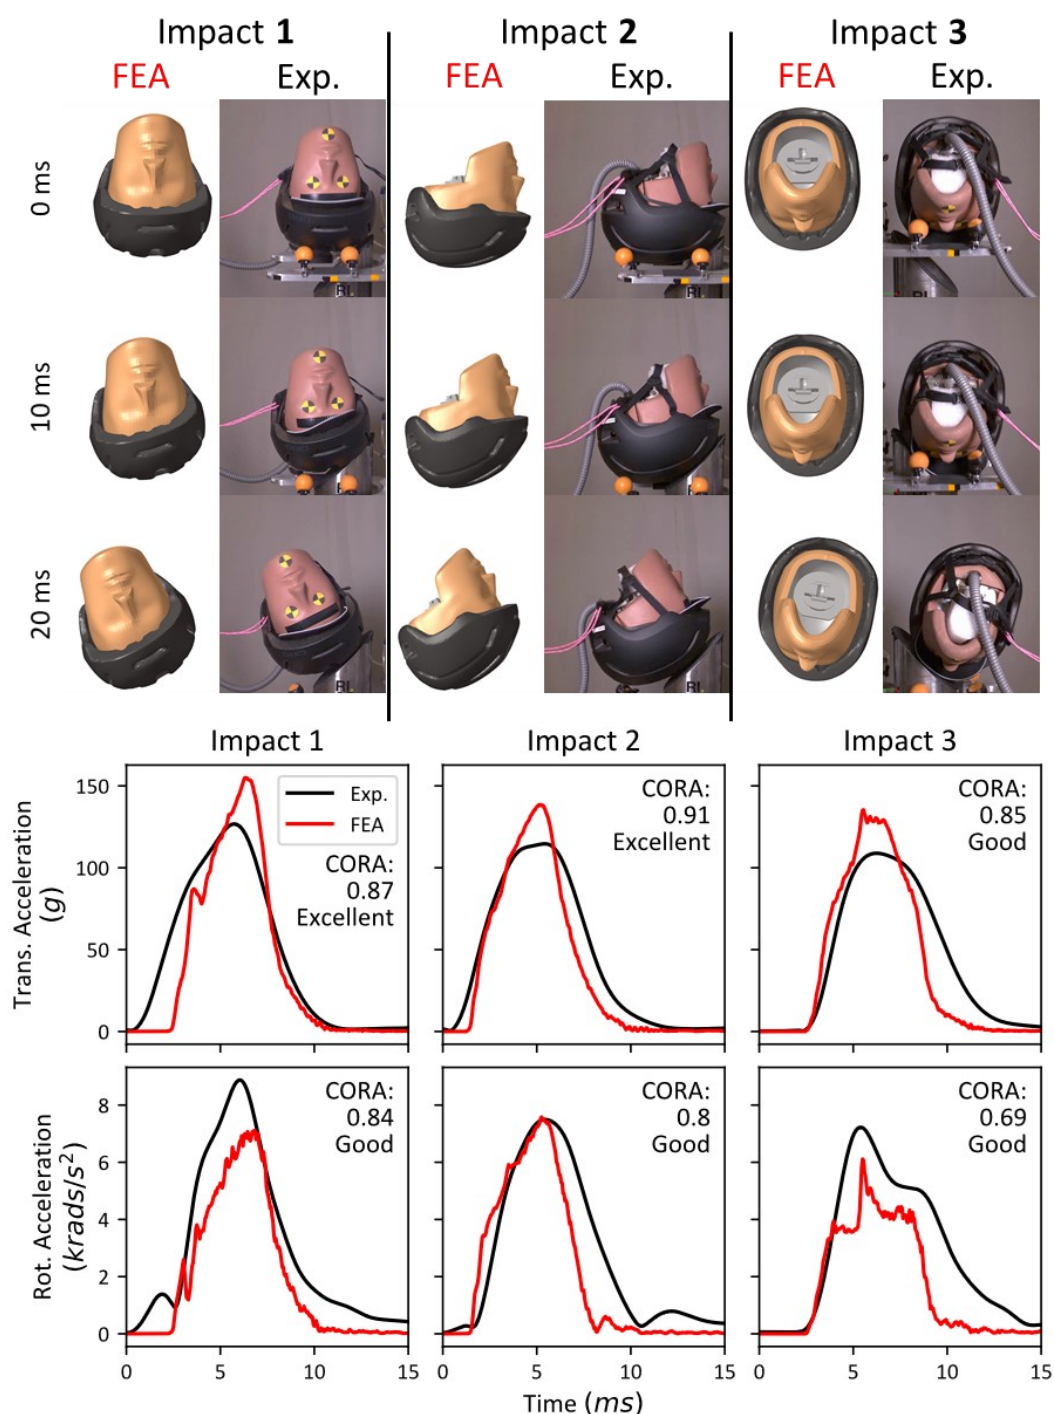 Impact 1
Impact 2
Impact 3
FEA
Exp.
FEA
Exp.
FEA
Exp.
0 ms
10 ms
20 ms
Impact 1
Impact 2
Impact 3
Trans. Acceleration
(g)
150
100
50
0
Exp.
FEA
CORA:
0.87
Excellent
CORA:
0.91
Excellent
CORA:
0.85
Good
Rot. Acceleration
(krads/s²)
8
6
4
2
0
CORA:
0.84
Good
CORA:
0.8
Good
CORA:
0.69
Good
0 5 10 15
0 5 10 15
0 5 10 15
Time (ms)